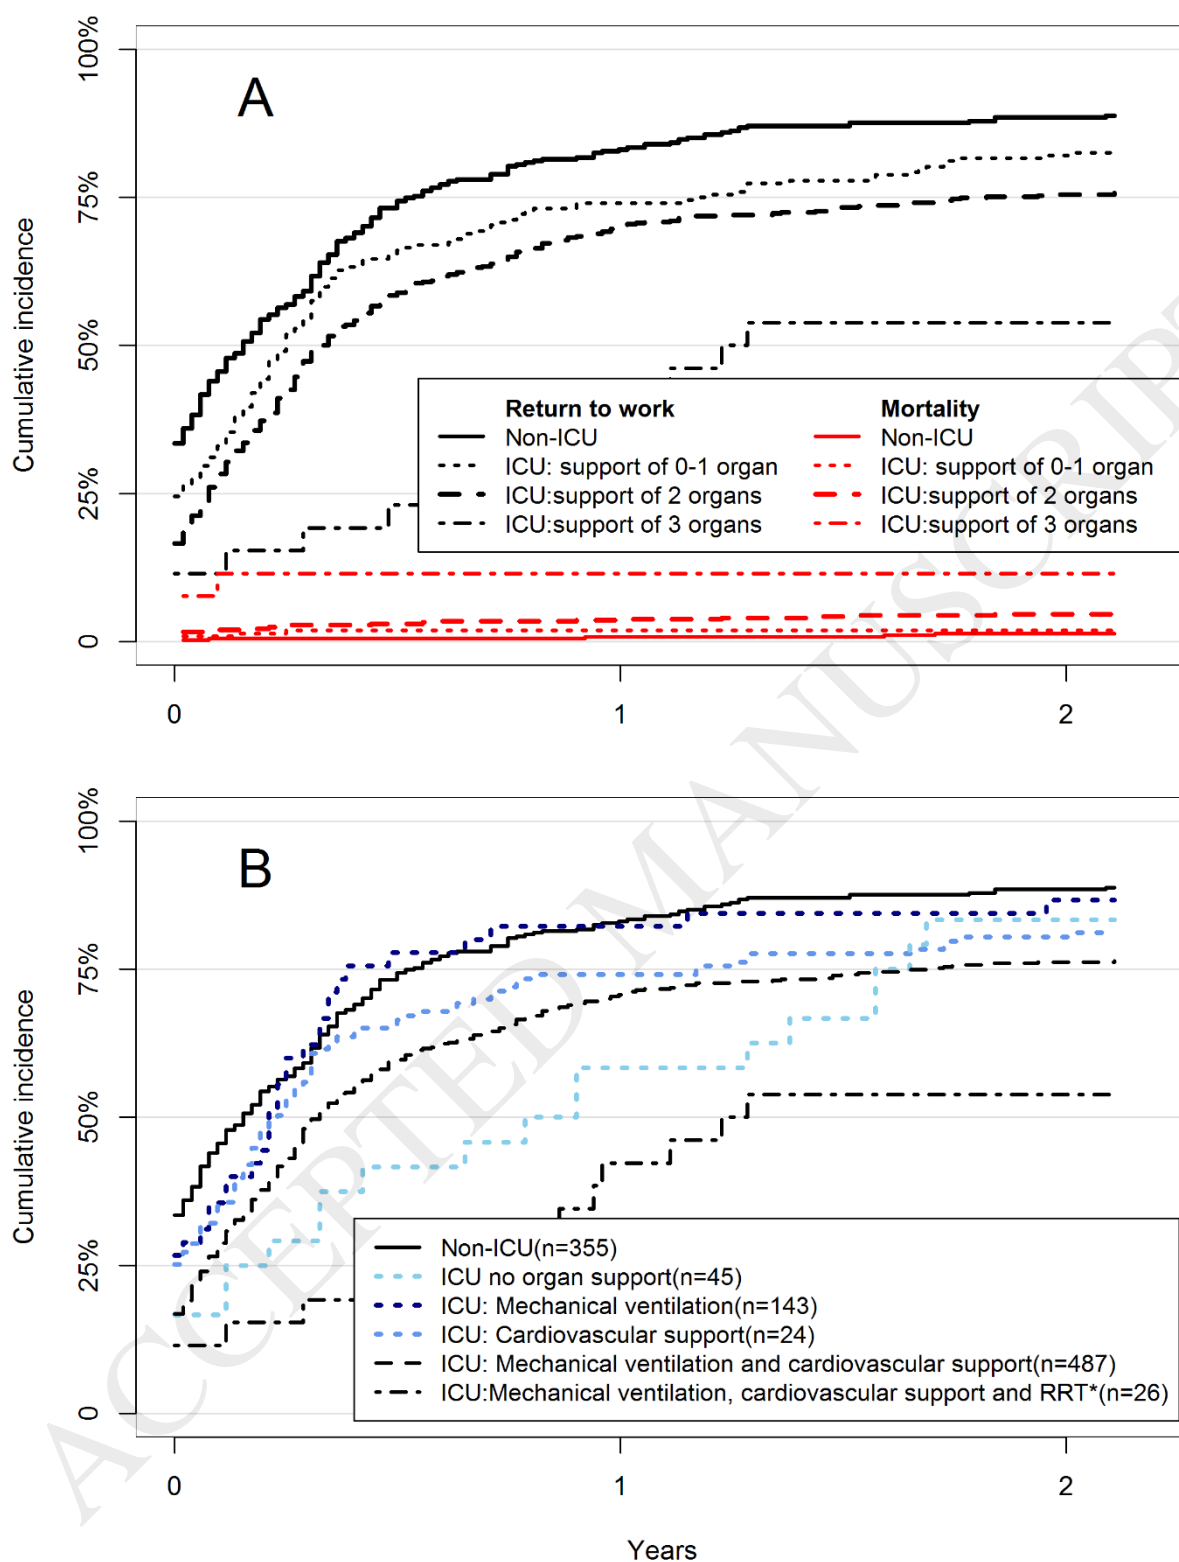 A
100%
75%
50%
25%
0
Cumulative incidence
Return to work Mortality
Non-ICU Non-ICU
ICU: support of 0-1 organ ICU: support of 0-1 organ
ICU:support of 2 organs ICU:support of 2 organs
ICU:support of 3 organs ICU:support of 3 organs
0 1 2
B
100%
75%
50%
25%
0
Cumulative incidence
Non-ICU(n=355)
ICU no organ support(n=45)
ICU: Mechanical ventilation(n=143)
ICU: Cardiovascular support(n=24)
ICU: Mechanical ventilation and cardiovascular support(n=487)
ICU:Mechanical ventilation, cardiovascular support and RRT*(n=26)
0 1 2
Years
ACCEPTED MANUSCRIPT